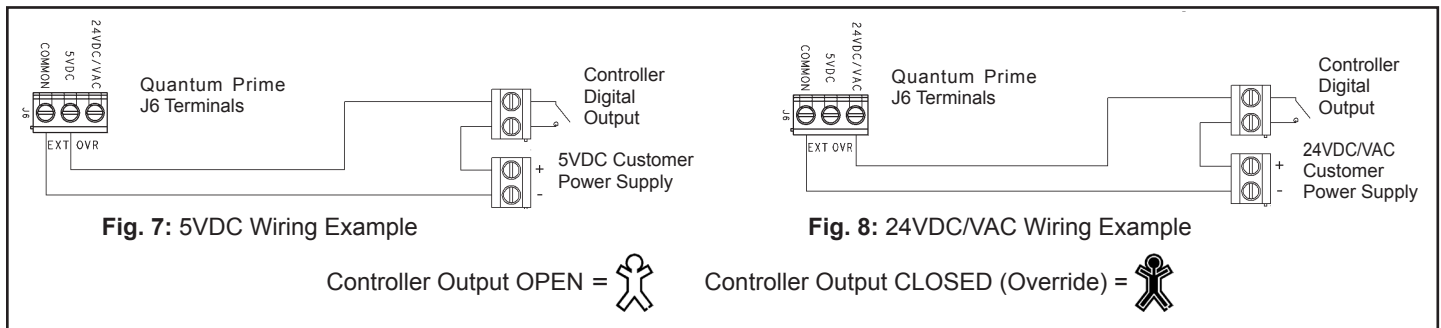 COMMON
5VDC
24VDC/VAC
J6
EXT OVR
Quantum Prime
J6 Terminals
Controller
Digital
Output
+
-
5VDC Customer
Power Supply
Fig. 7: 5VDC Wiring Example
COMMON
5VDC
24VDC/VAC
J6
EXT OVR
Quantum Prime
J6 Terminals
Controller
Digital
Output
+
-
24VDC/VAC
Customer
Power Supply
Fig. 8: 24VDC/VAC Wiring Example
Controller Output OPEN =
Controller Output CLOSED (Override) =